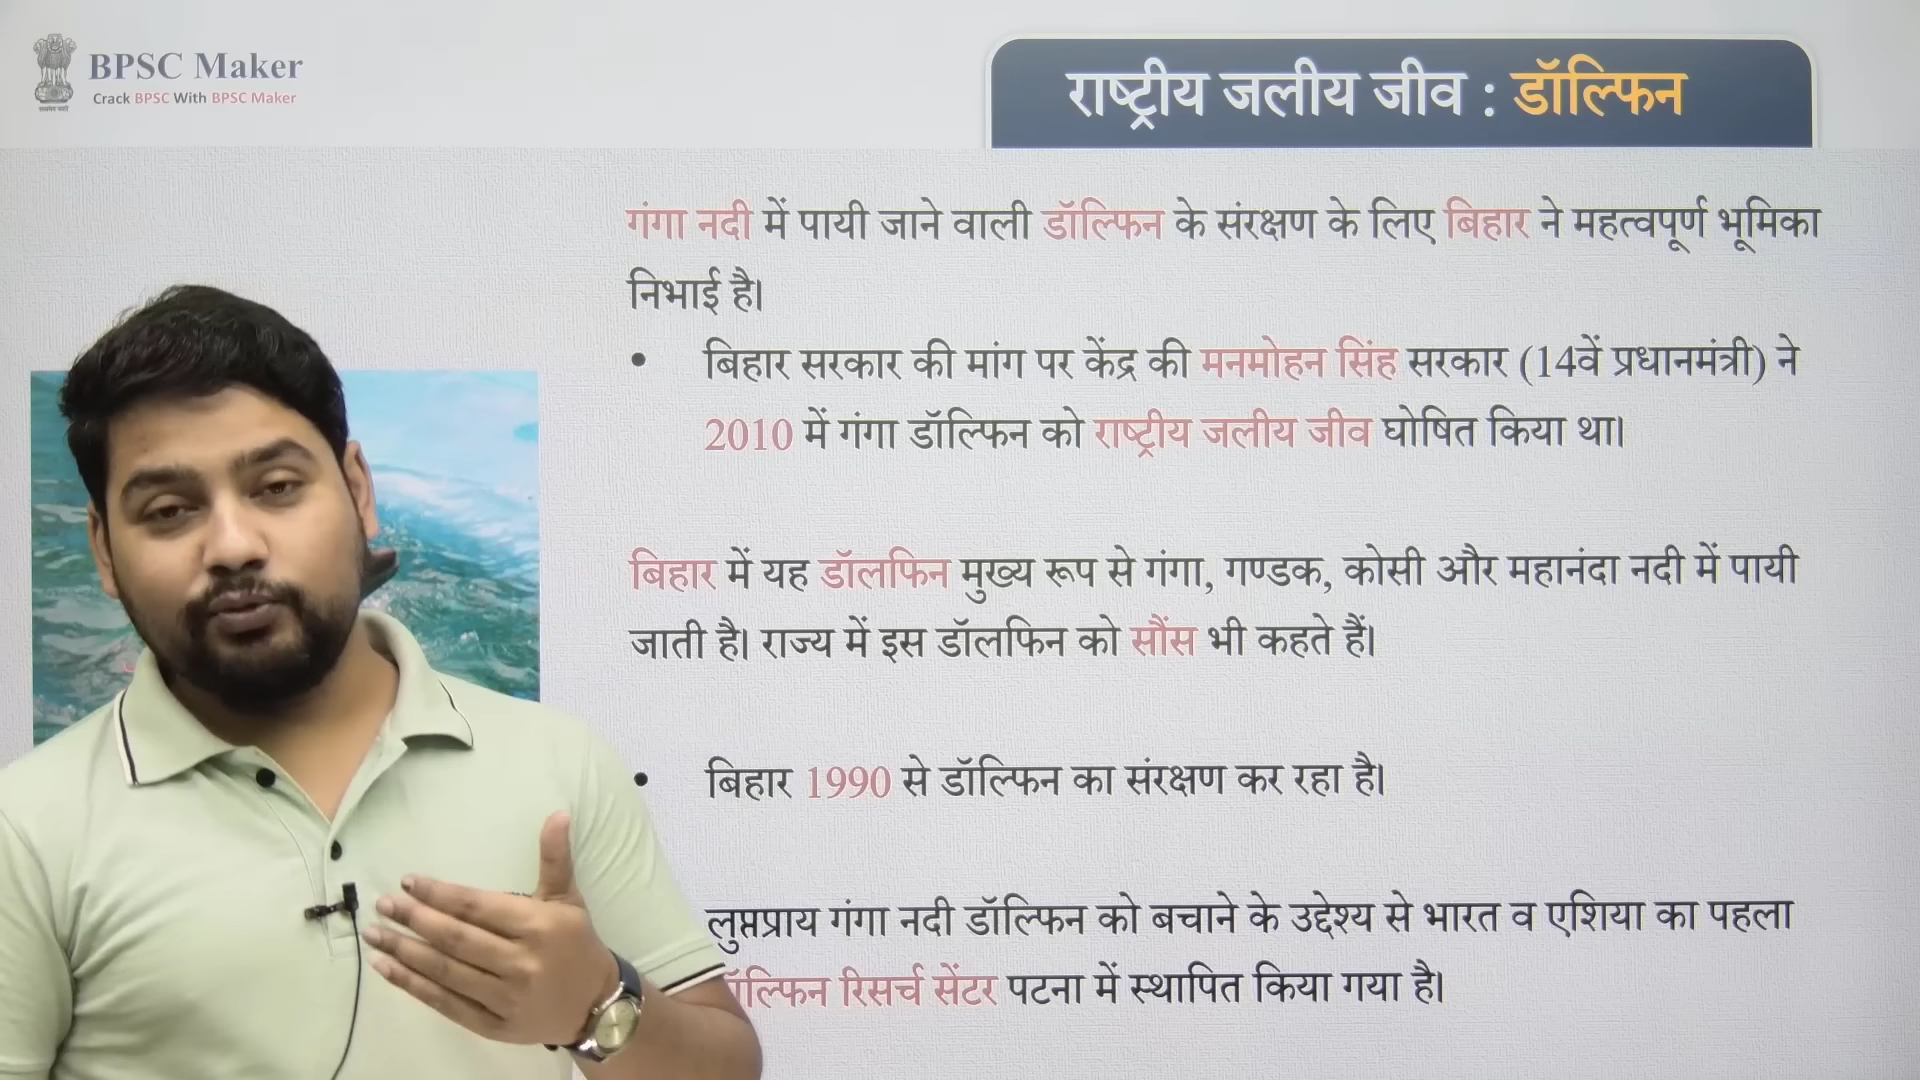 BPSC Maker
Crack BPSC With BPSC Maker
राष्ट्रीय जलीय जीव : डॉल्फिन
गंगा नदी में पायी जाने वाली डॉल्फिन के संरक्षण के लिए बिहार ने महत्वपूर्ण भूमिका
निभाई है।
• बिहार सरकार की मांग पर केंद्र की मनमोहन सिंह सरकार (14वें प्रधानमंत्री) ने
2010 में गंगा डॉल्फिन को राष्ट्रीय जलीय जीव घोषित किया था।
बिहार में यह डॉलफिन मुख्य रूप से गंगा, गण्डक, कोसी और महानंदा नदी में पायी
जाती है। राज्य में इस डॉलफिन को सौंस भी कहते हैं।
• बिहार 1990 से डॉल्फिन का संरक्षण कर रहा है।
लुप्तप्राय गंगा नदी डॉल्फिन को बचाने के उद्देश्य से भारत व एशिया का पहला
रिसर्च सेंटर पटना में स्थापित किया गया है।